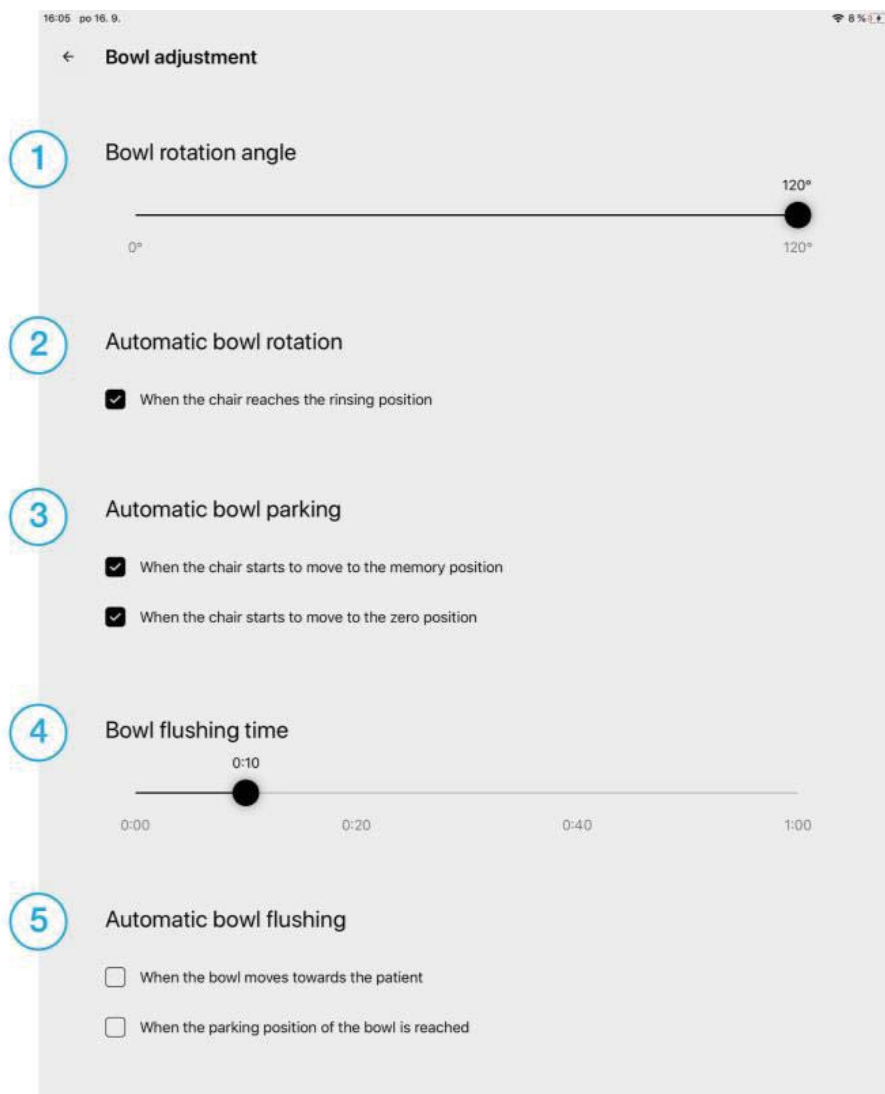 16:05 po 16. 9.
8 %
Bowl adjustment
1
Bowl rotation angle
120°
0°
120°
2
Automatic bowl rotation
When the chair reaches the rinsing position
3
Automatic bowl parking
When the chair starts to move to the memory position
When the chair starts to move to the zero position
4
Bowl flushing time
0:10
0:00 0:20 0:40 1:00
5
Automatic bowl flushing
When the bowl moves towards the patient
When the parking position of the bowl is reached